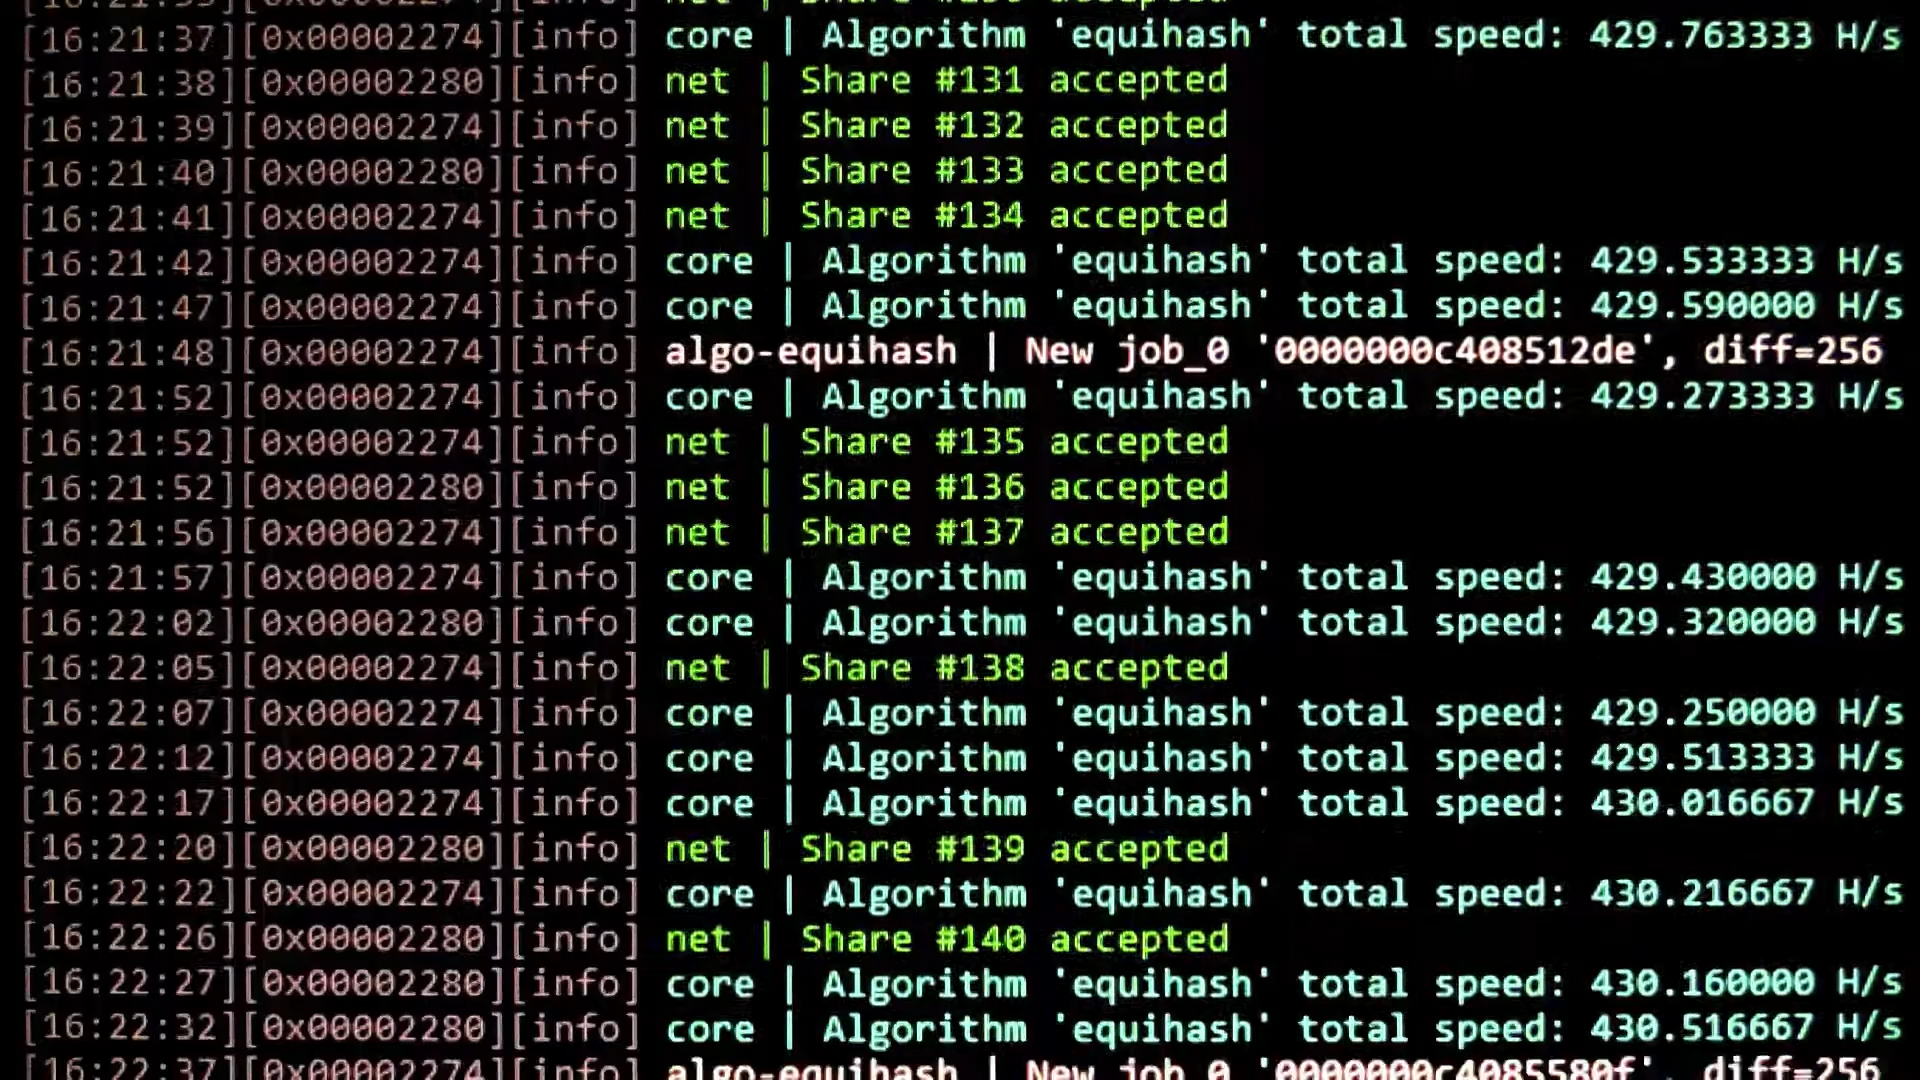 [16:21:37][0x00002274][info] core | Algorithm 'equihash' total speed: 429.763333 H/s
[16:21:38][0x00002280][info] net | Share #131 accepted
[16:21:39][0x00002274][info] net | Share #132 accepted
[16:21:40][0x00002280][info] net | Share #133 accepted
[16:21:41][0x00002274][info] net | Share #134 accepted
[16:21:42][0x00002274][info] core | Algorithm 'equihash' total speed: 429.533333 H/s
[16:21:47][0x00002274][info] core | Algorithm 'equihash' total speed: 429.590000 H/s
[16:21:48][0x00002274][info] algo-equihash | New job_0 '0000000c408512de', diff=256
[16:21:52][0x00002274][info] core | Algorithm 'equihash' total speed: 429.273333 H/s
[16:21:52][0x00002274][info] net | Share #135 accepted
[16:21:52][0x00002280][info] net | Share #136 accepted
[16:21:56][0x00002274][info] net | Share #137 accepted
[16:21:57][0x00002274][info] core | Algorithm 'equihash' total speed: 429.430000 H/s
[16:22:02][0x00002280][info] core | Algorithm 'equihash' total speed: 429.320000 H/s
[16:22:05][0x00002274][info] net | Share #138 accepted
[16:22:07][0x00002274][info] core | Algorithm 'equihash' total speed: 429.250000 H/s
[16:22:12][0x00002274][info] core | Algorithm 'equihash' total speed: 429.513333 H/s
[16:22:17][0x00002274][info] core | Algorithm 'equihash' total speed: 430.016667 H/s
[16:22:20][0x00002280][info] net | Share #139 accepted
[16:22:22][0x00002274][info] core | Algorithm 'equihash' total speed: 430.216667 H/s
[16:22:26][0x00002280][info] net | Share #140 accepted
[16:22:27][0x00002280][info] core | Algorithm 'equihash' total speed: 430.160000 H/s
[16:22:32][0x00002280][info] core | Algorithm 'equihash' total speed: 430.516667 H/s
[16:22:37][0x00002274][info] algo-equihash | New job_0 '0000000c4085580f', diff=256